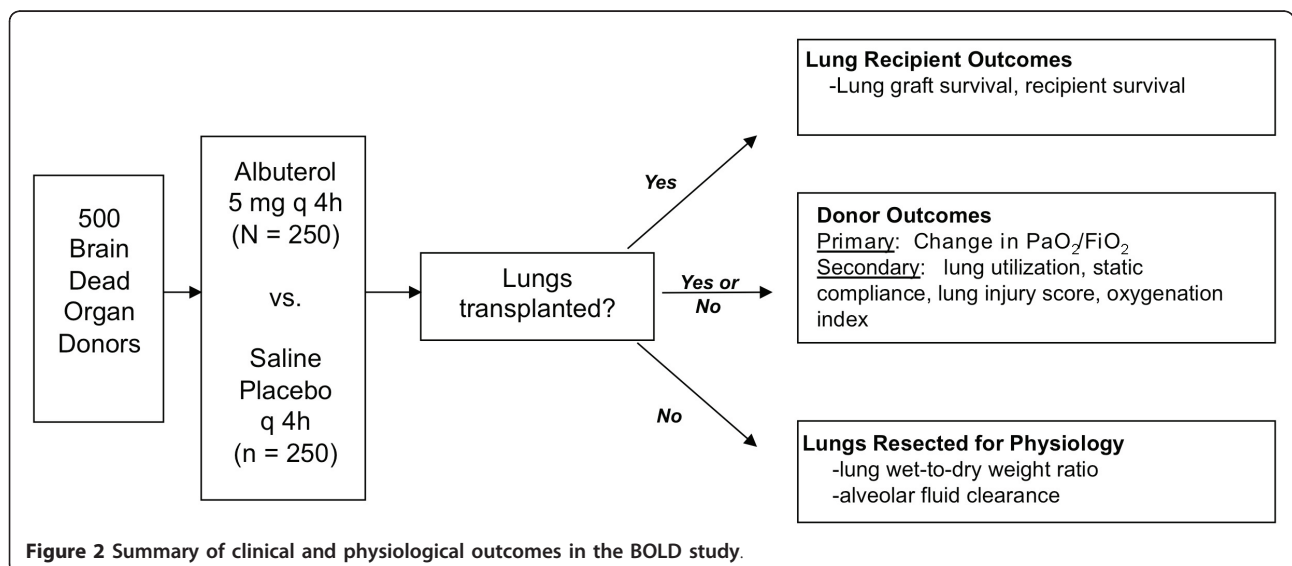 500
Brain
Dead
Organ
Donors
Albuterol
5 mg q 4h
(N = 250)
vs.
Saline
Placebo
q 4h
(n = 250)
Lungs
transplanted?
Yes
Yes or
No
No
Lung Recipient Outcomes
-Lung graft survival, recipient survival
Donor Outcomes
Primary: Change in PaO₂/FiO₂
Secondary: lung utilization, static
compliance, lung injury score, oxygenation
index
Lungs Resected for Physiology
-lung wet-to-dry weight ratio
-alveolar fluid clearance
Figure 2 Summary of clinical and physiological outcomes in the BOLD study.